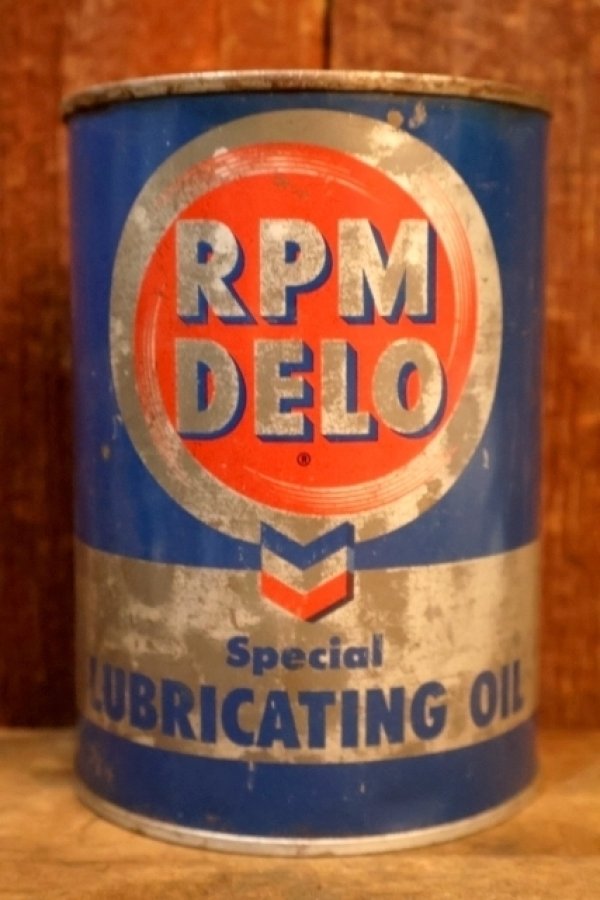 RPM
DELO
®
Special
LUBRICATING OIL